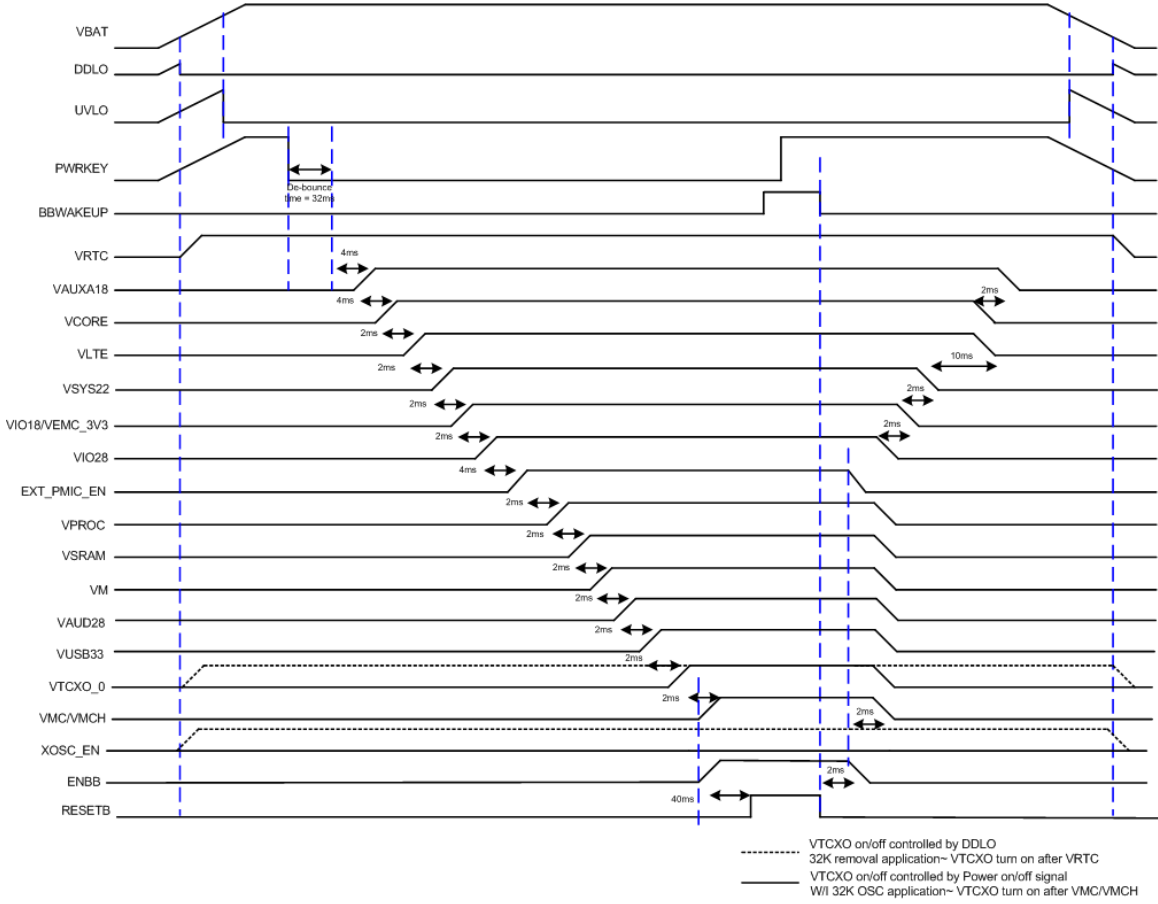 VBAT
DDLO
UVLO
PWRKEY
De-bounce
time = 32ms
BBWAKEUP
VRTC
4ms
VAUXA18
4ms
2ms
VCORE
2ms
VLTE
10ms
2ms
VSYS22
2ms
2ms
VIO18/VEMC_3V3
2ms
2ms
VIO28
4ms
EXT_PMIC_EN
2ms
VPROC
2ms
VSRAM
2ms
VM
2ms
VAUD28
2ms
VUSB33
2ms
VTCXO_0
2ms
VMC/VMCH
2ms
XOSC_EN
ENBB
2ms
40ms
RESETB
VTCXO on/off controlled by DDLO
32K removal application~ VTCXO turn on after VRTC
VTCXO on/off controlled by Power on/off signal
W/I 32K OSC application~ VTCXO turn on after VMC/VMCH